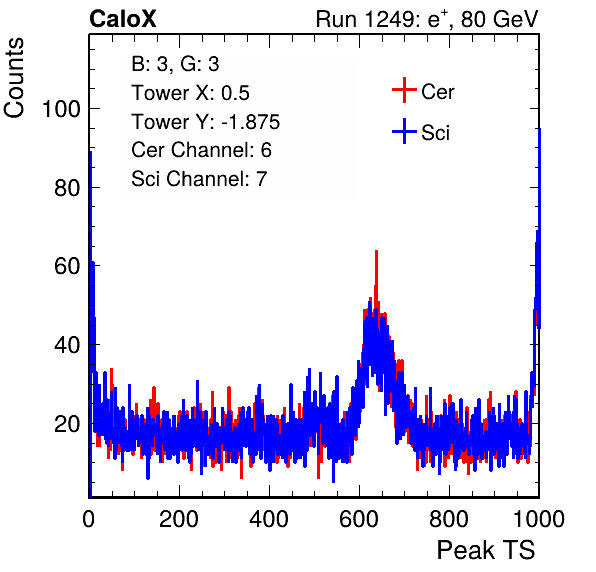 CaloX Run 1249: e⁺, 80 GeV
Counts
B: 3, G: 3
Tower X: 0.5
Tower Y: -1.875
Cer Channel: 6
Sci Channel: 7
Cer
Sci
100
80
60
40
20
0 200 400 600 800 1000
Peak TS